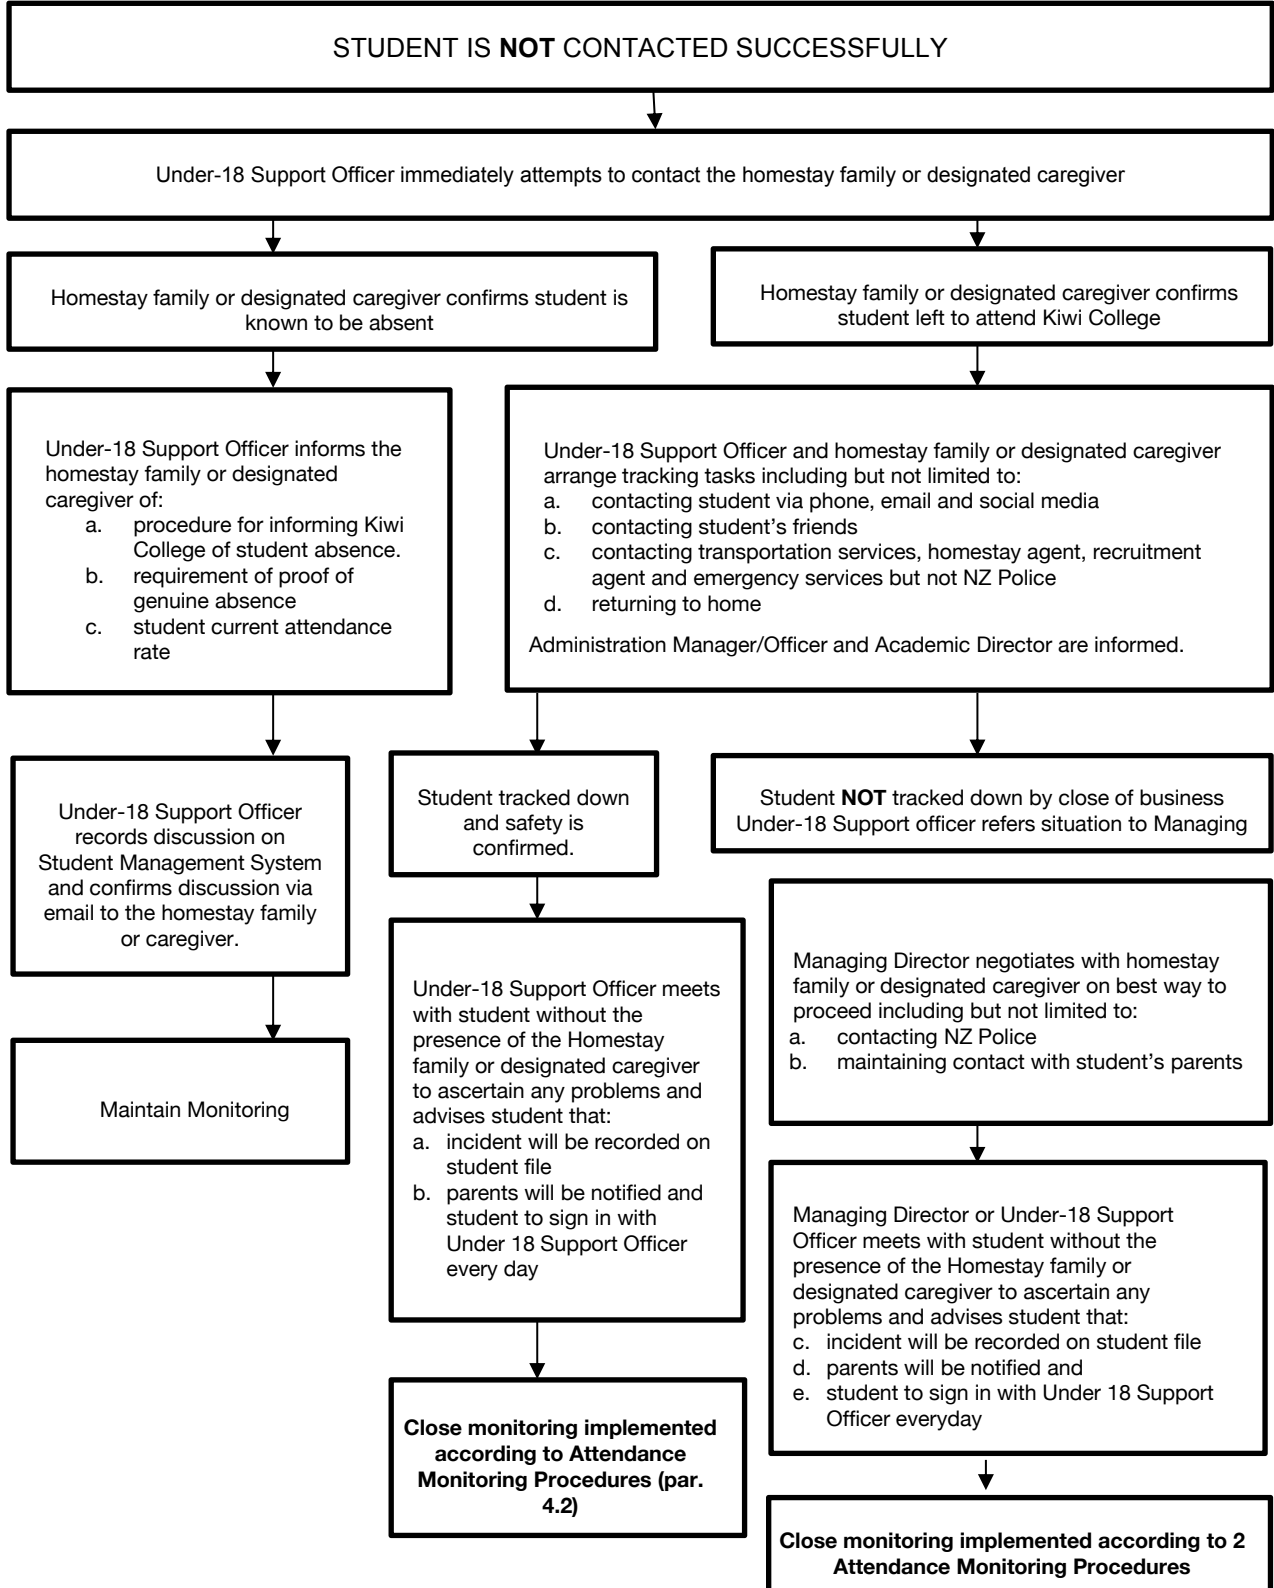 STUDENT IS NOT CONTACTED SUCCESSFULLY
Under-18 Support Officer immediately attempts to contact the homestay family or designated caregiver
Homestay family or designated caregiver confirms student is
known to be absent
Homestay family or designated caregiver confirms
student left to attend Kiwi College
Under-18 Support Officer informs the
homestay family or designated
caregiver of:
a. procedure for informing Kiwi
College of student absence.
b. requirement of proof of
genuine absence
c. student current attendance
rate
Under-18 Support Officer and homestay family or designated caregiver
arrange tracking tasks including but not limited to:
a. contacting student via phone, email and social media
b. contacting student's friends
c. contacting transportation services, homestay agent, recruitment
agent and emergency services but not NZ Police
d. returning to home
Administration Manager/Officer and Academic Director are informed.
Under-18 Support Officer
records discussion on
Student Management System
and confirms discussion via
email to the homestay family
or caregiver.
Student tracked down
and safety is
confirmed.
Student NOT tracked down by close of business
Under-18 Support officer refers situation to Managing
Maintain Monitoring
Under-18 Support Officer meets
with student without the
presence of the Homestay
family or designated caregiver
to ascertain any problems and
advises student that:
a. incident will be recorded on
student file
b. parents will be notified and
student to sign in with
Under 18 Support Officer
every day
Managing Director negotiates with homestay
family or designated caregiver on best way to
proceed including but not limited to:
a. contacting NZ Police
b. maintaining contact with student's parents
Managing Director or Under-18 Support
Officer meets with student without the
presence of the Homestay family or
designated caregiver to ascertain any
problems and advises student that:
c. incident will be recorded on student file
d. parents will be notified and
e. student to sign in with Under 18 Support
Officer everyday
Close monitoring implemented
according to Attendance
Monitoring Procedures (par.
4.2)
Close monitoring implemented according to 2
Attendance Monitoring Procedures